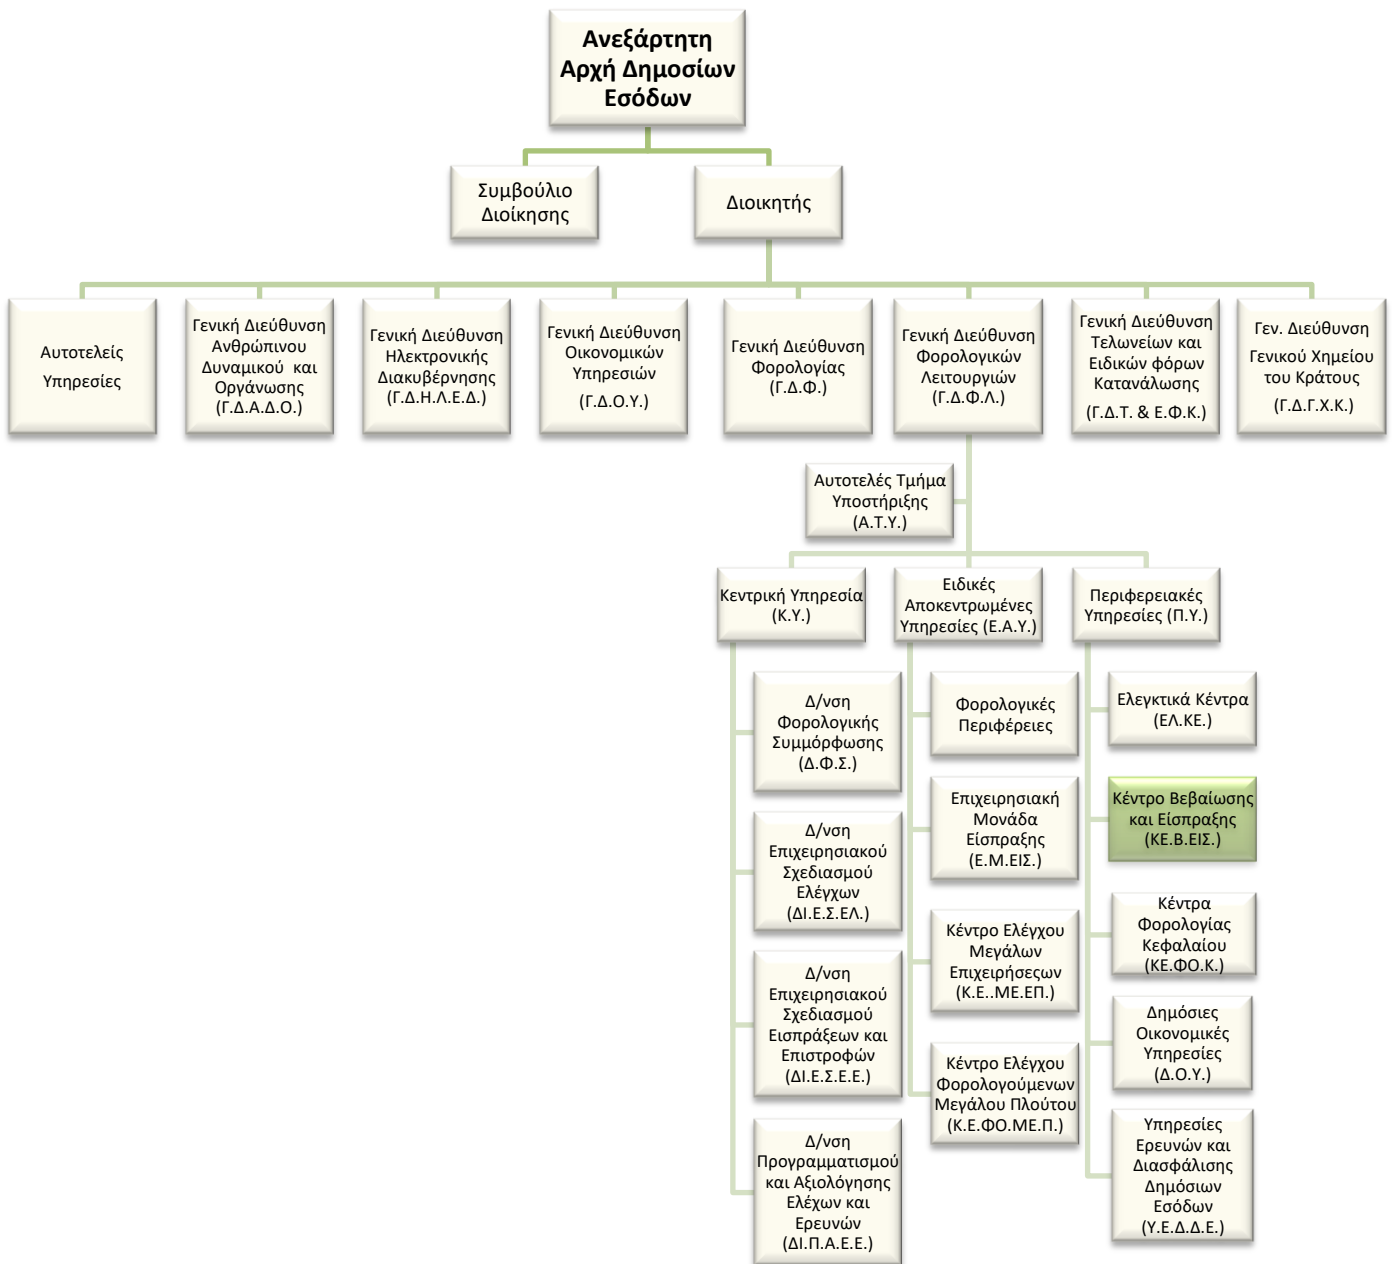 Ανεξάρτητη
Αρχή Δημοσίων
Εσόδων
Συμβούλιο
Διοίκησης
Διοικητής
Αυτοτελείς
Υπηρεσίες
Γενική Διεύθυνση
Ανθρώπινου
Δυναμικού και
Οργάνωσης
(Γ.Δ.Α.Δ.Ο.)
Γενική Διεύθυνση
Ηλεκτρονικής
Διακυβέρνησης
(Γ.Δ.Η.Λ.Ε.Δ.)
Γενική Διεύθυνση
Οικονομικών
Υπηρεσιών
(Γ.Δ.Ο.Υ.)
Γενική Διεύθυνση
Φορολογίας
(Γ.Δ.Φ.)
Γενική Διεύθυνση
Φορολογικών
Λειτουργιών
(Γ.Δ.Φ.Λ.)
Γενική Διεύθυνση
Τελωνείων και
Ειδικών φόρων
Κατανάλωσης
(Γ.Δ.Τ. & Ε.Φ.Κ.)
Γεν. Διεύθυνση
Γενικού Χημείου
του Κράτους
(Γ.Δ.Γ.Χ.Κ.)
Αυτοτελές Τμήμα
Υποστήριξης
(Α.Τ.Υ.)
Κεντρική Υπηρεσία
(Κ.Υ.)
Ειδικές
Αποκεντρωμένες
Υπηρεσίες (Ε.Α.Υ.)
Περιφερειακές
Υπηρεσίες (Π.Υ.)
Δ/νση
Φορολογικής
Συμμόρφωσης
(Δ.Φ.Σ.)
Δ/νση
Επιχειρησιακού
Σχεδιασμού
Ελέγχων
(ΔΙ.Ε.Σ.ΕΛ.)
Δ/νση
Επιχειρησιακού
Σχεδιασμού
Εισπράξεων και
Επιστροφών
(ΔΙ.Ε.Σ.Ε.Ε.)
Δ/νση
Προγραμματισμού
και Αξιολόγησης
Ελέχων και
Ερευνών
(ΔΙ.Π.Α.Ε.Ε.)
Φορολογικές
Περιφέρειες
Επιχειρησιακή
Μονάδα
Είσπραξης
(Ε.Μ.ΕΙΣ.)
Κέντρο Ελέγχου
Μεγάλων
Επιχειρήσεςων
(Κ.Ε..ΜΕ.ΕΠ.)
Κέντρο Ελέγχου
Φορολογούμενων
Μεγάλου Πλούτου
(Κ.Ε.ΦΟ.ΜΕ.Π.)
Ελεγκτικά Κέντρα
(ΕΛ.ΚΕ.)
Κέντρο Βεβαίωσης
και Είσπραξης
(ΚΕ.Β.ΕΙΣ.)
Κέντρα
Φορολογίας
Κεφαλαίου
(ΚΕ.ΦΟ.Κ.)
Δημόσιες
Οικονομικές
Υπηρεσίες
(Δ.Ο.Υ.)
Υπηρεσίες
Ερευνών και
Διασφάλισης
Δημόσιων
Εσόδων
(Υ.Ε.Δ.Δ.Ε.)